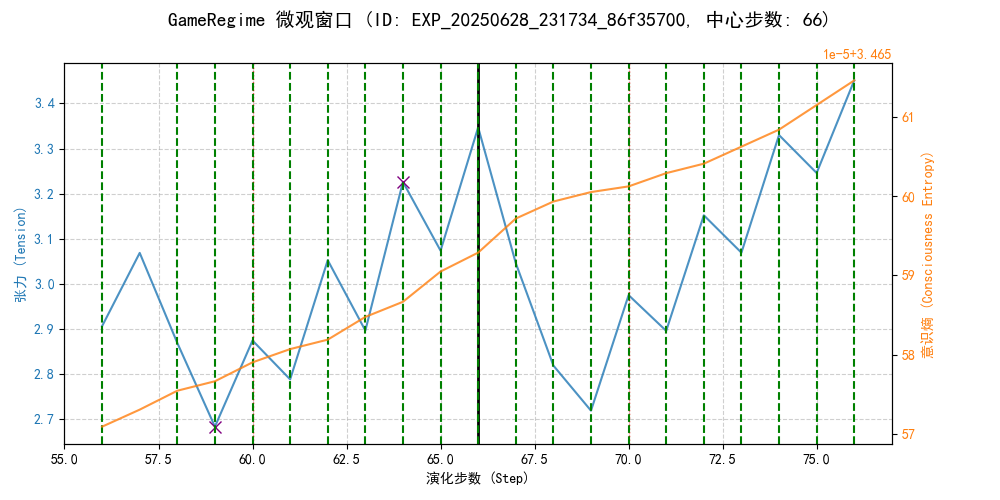 GameRegime 微观窗口 (ID: EXP_20250628_231734_86f35700, 中心步数: 66)
1e-5+3.465
张力 (Tension)
3.4
3.3
3.2
3.1
3.0
2.9
2.8
2.7
61
60
59
58
57
意识熵 (Consciousness Entropy)
55.0 57.5 60.0 62.5 65.0 67.5 70.0 72.5 75.0
演化步数 (Step)